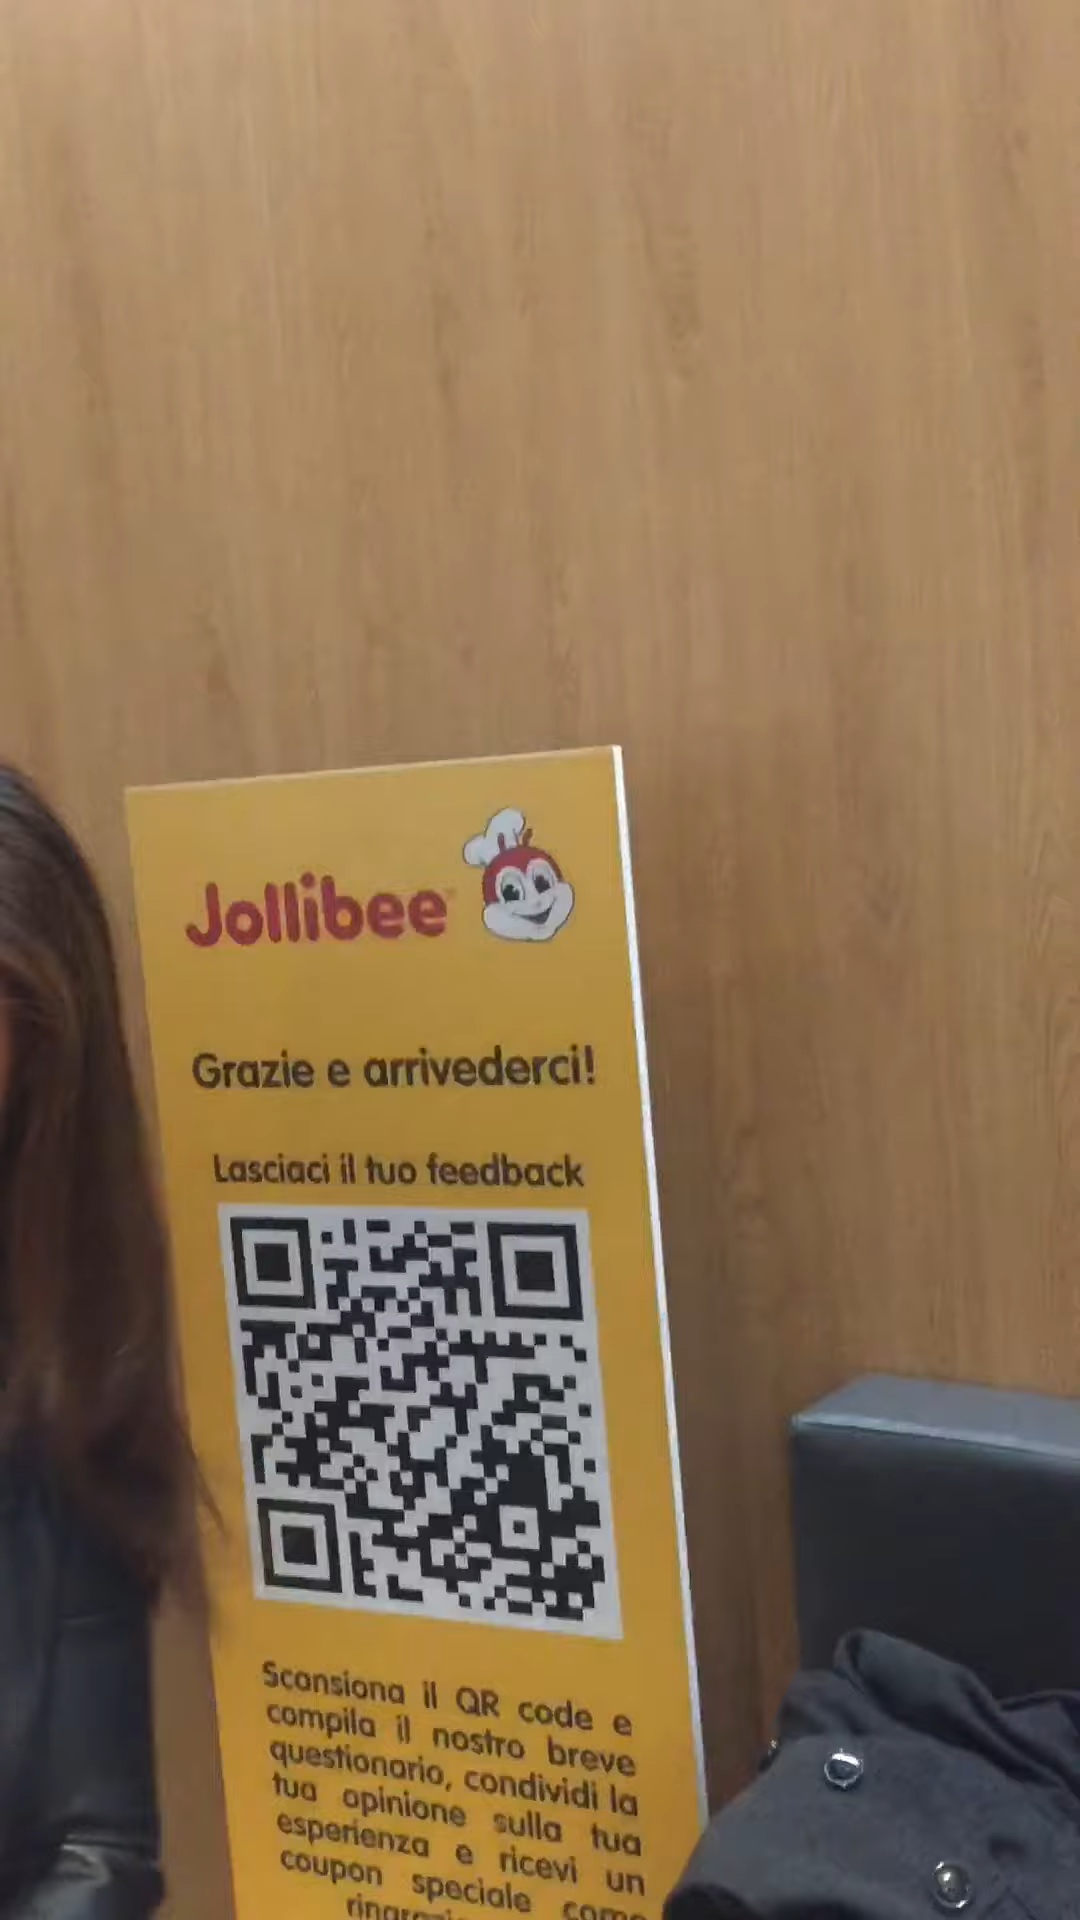 Jollibee
Grazie e arrivederci!
Lasciaci il tuo feedback
Scansiona il QR code e
compila il nostro breve
questionario, condividi la
tua opinione sulla tua
esperienza e ricevi un
coupon speciale come